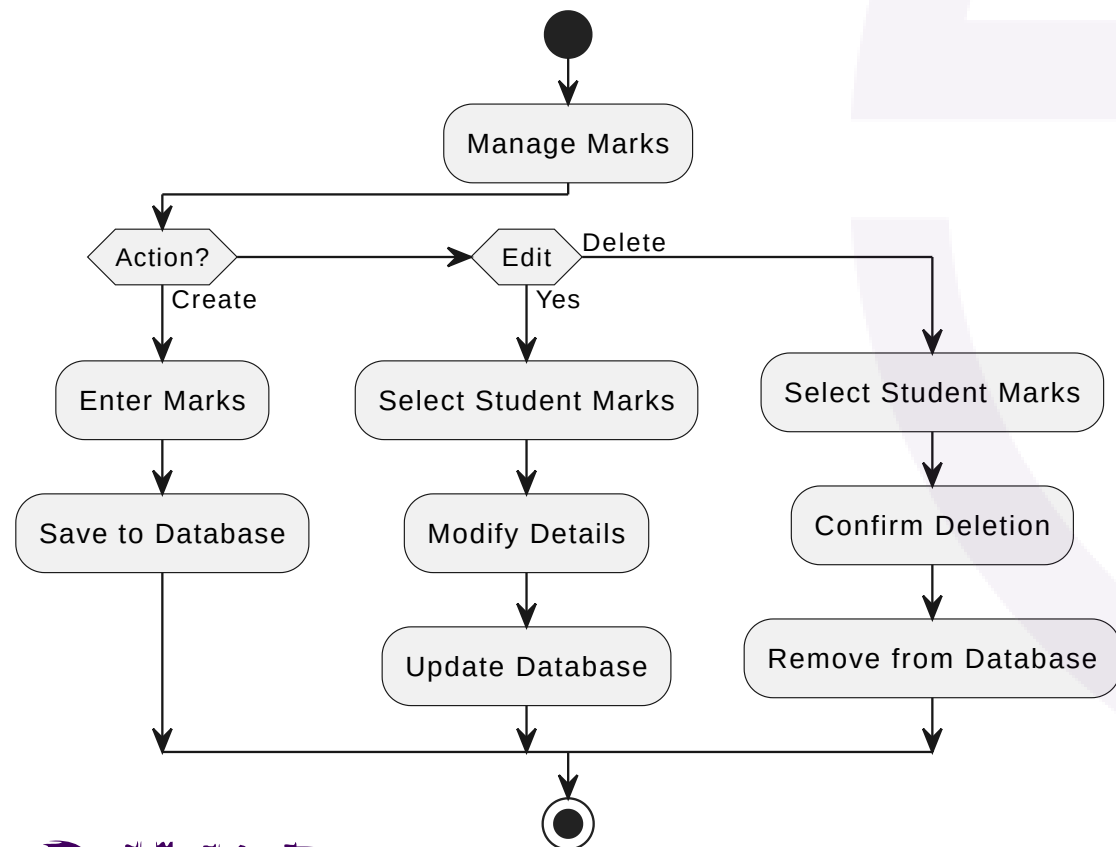 Manage Marks
Action?
Edit
Delete
Create
Yes
Enter Marks
Select Student Marks
Select Student Marks
Save to Database
Modify Details
Confirm Deletion
Update Database
Remove from Database